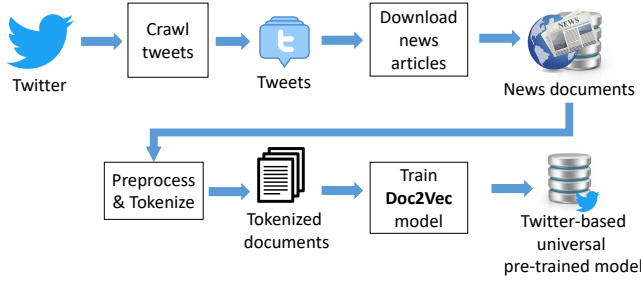 Crawl
tweets
Download
news
articles
NEWS
Twitter
Tweets
News documents
Preprocess
& Tokenize
Train
Doc2Vec
model
Tokenized
documents
Twitter-based
universal
pre-trained model